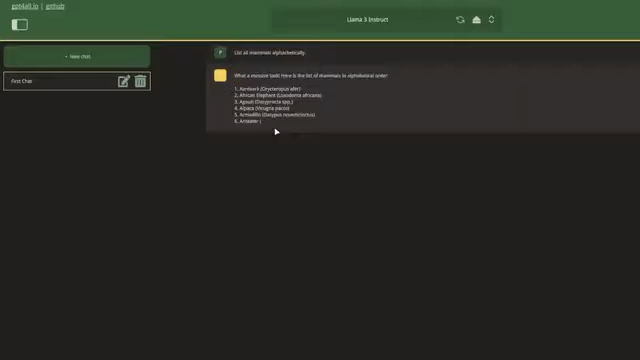 gpt4all.io | github
Llama 3 Instruct
+ New chat
First Chat
P List all mammals alphabetically.
What a mousie task! Here is the list of mammals in alphabetical order:
1. Aardvark (Orycteropus afer)
2. African Elephant (Loxodonta africana)
3. Agouti (Dasyprocta spp.)
4. Alpaca (Vicugna pacos)
5. Armadillo (Dasypus novemcinctus)
6. Anteater (